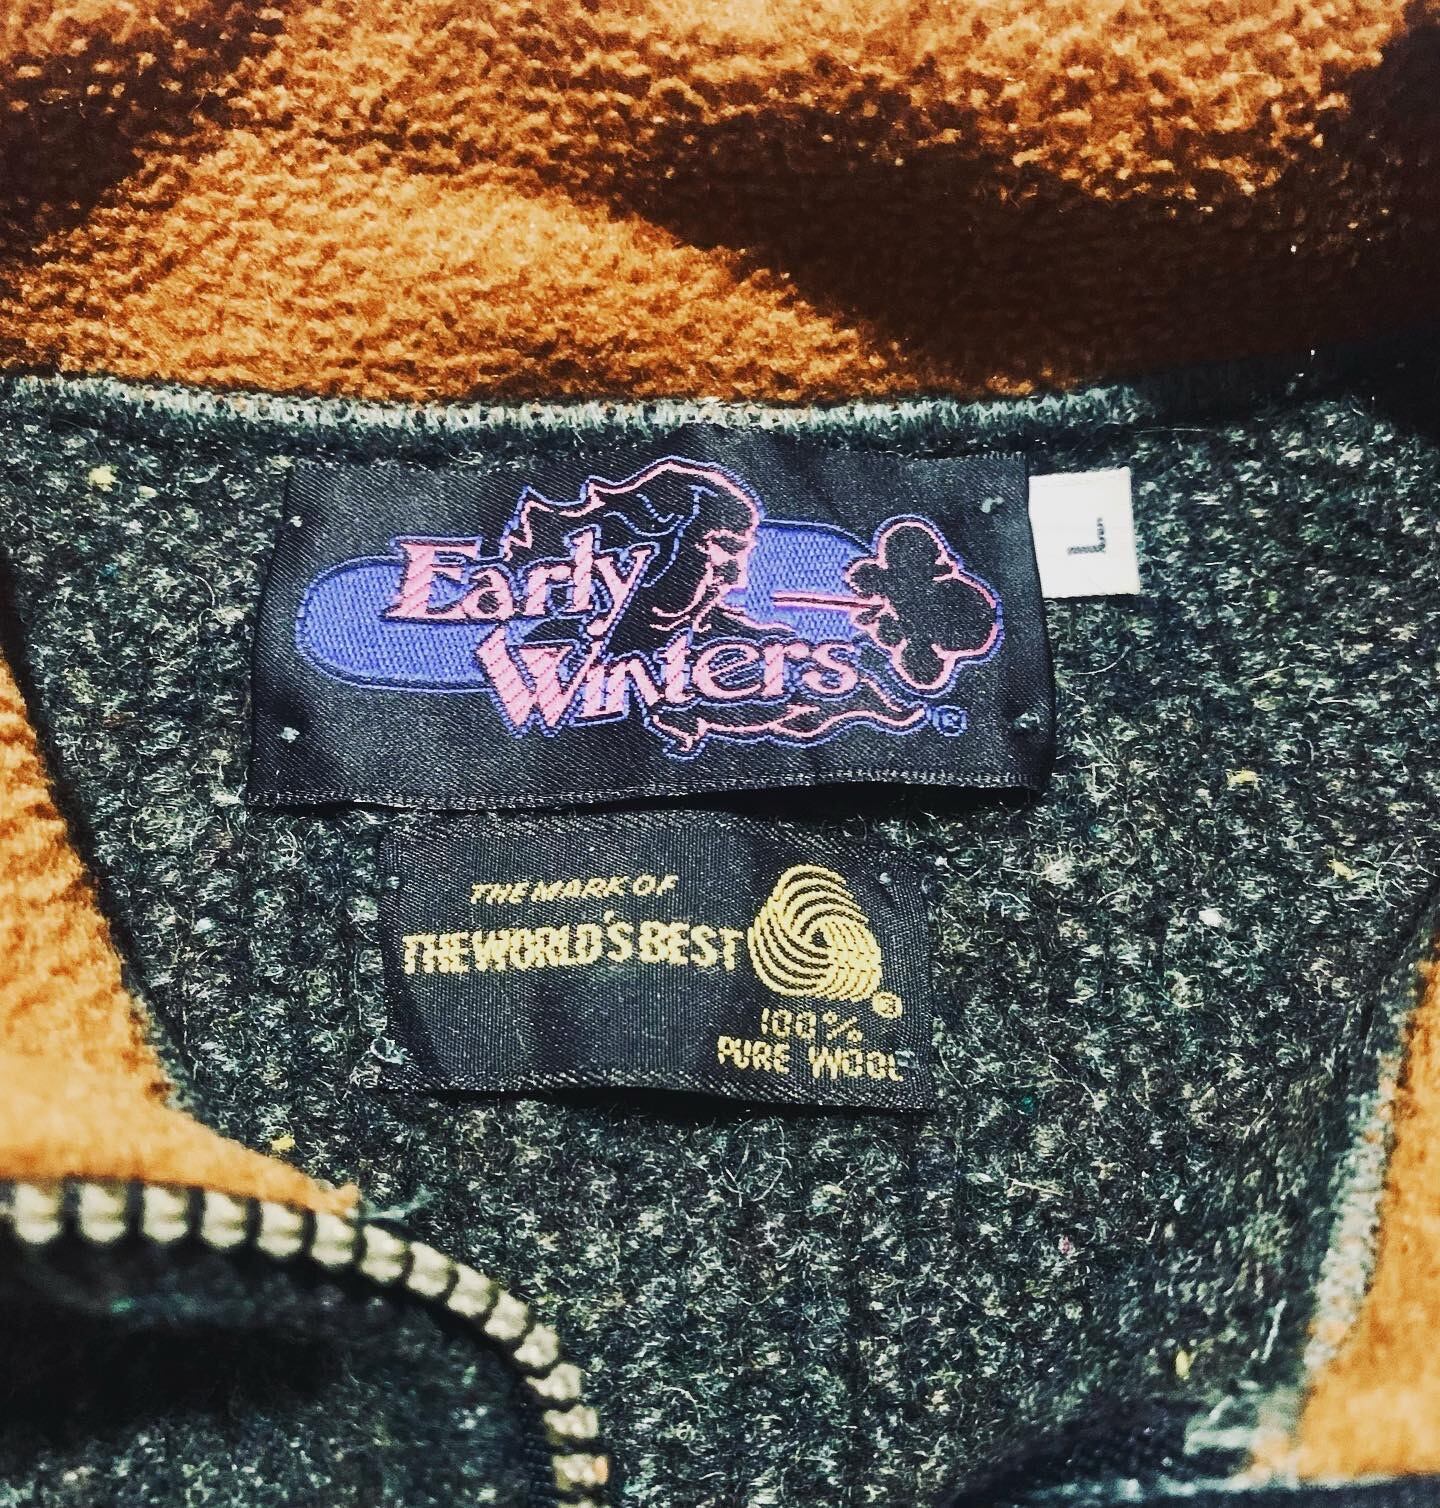 Early
Winters ®
L
THE MARK OF
THE WORLD'S BEST
®
100%
PURE WOOL